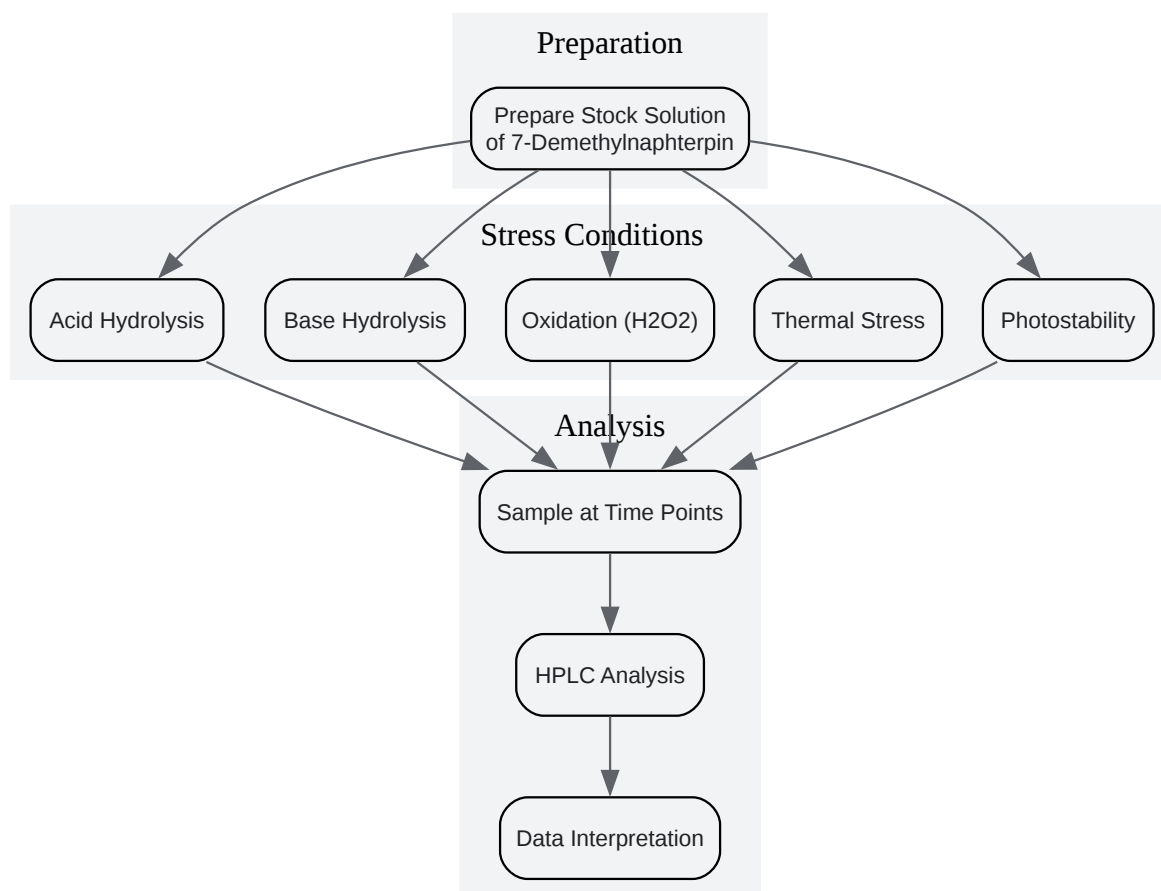 Preparation
Prepare Stock Solution
of 7-Demethylnaphterpin
Stress Conditions
Acid Hydrolysis
Base Hydrolysis
Oxidation (H2O2)
Thermal Stress
Photostability
Analysis
Sample at Time Points
HPLC Analysis
Data Interpretation